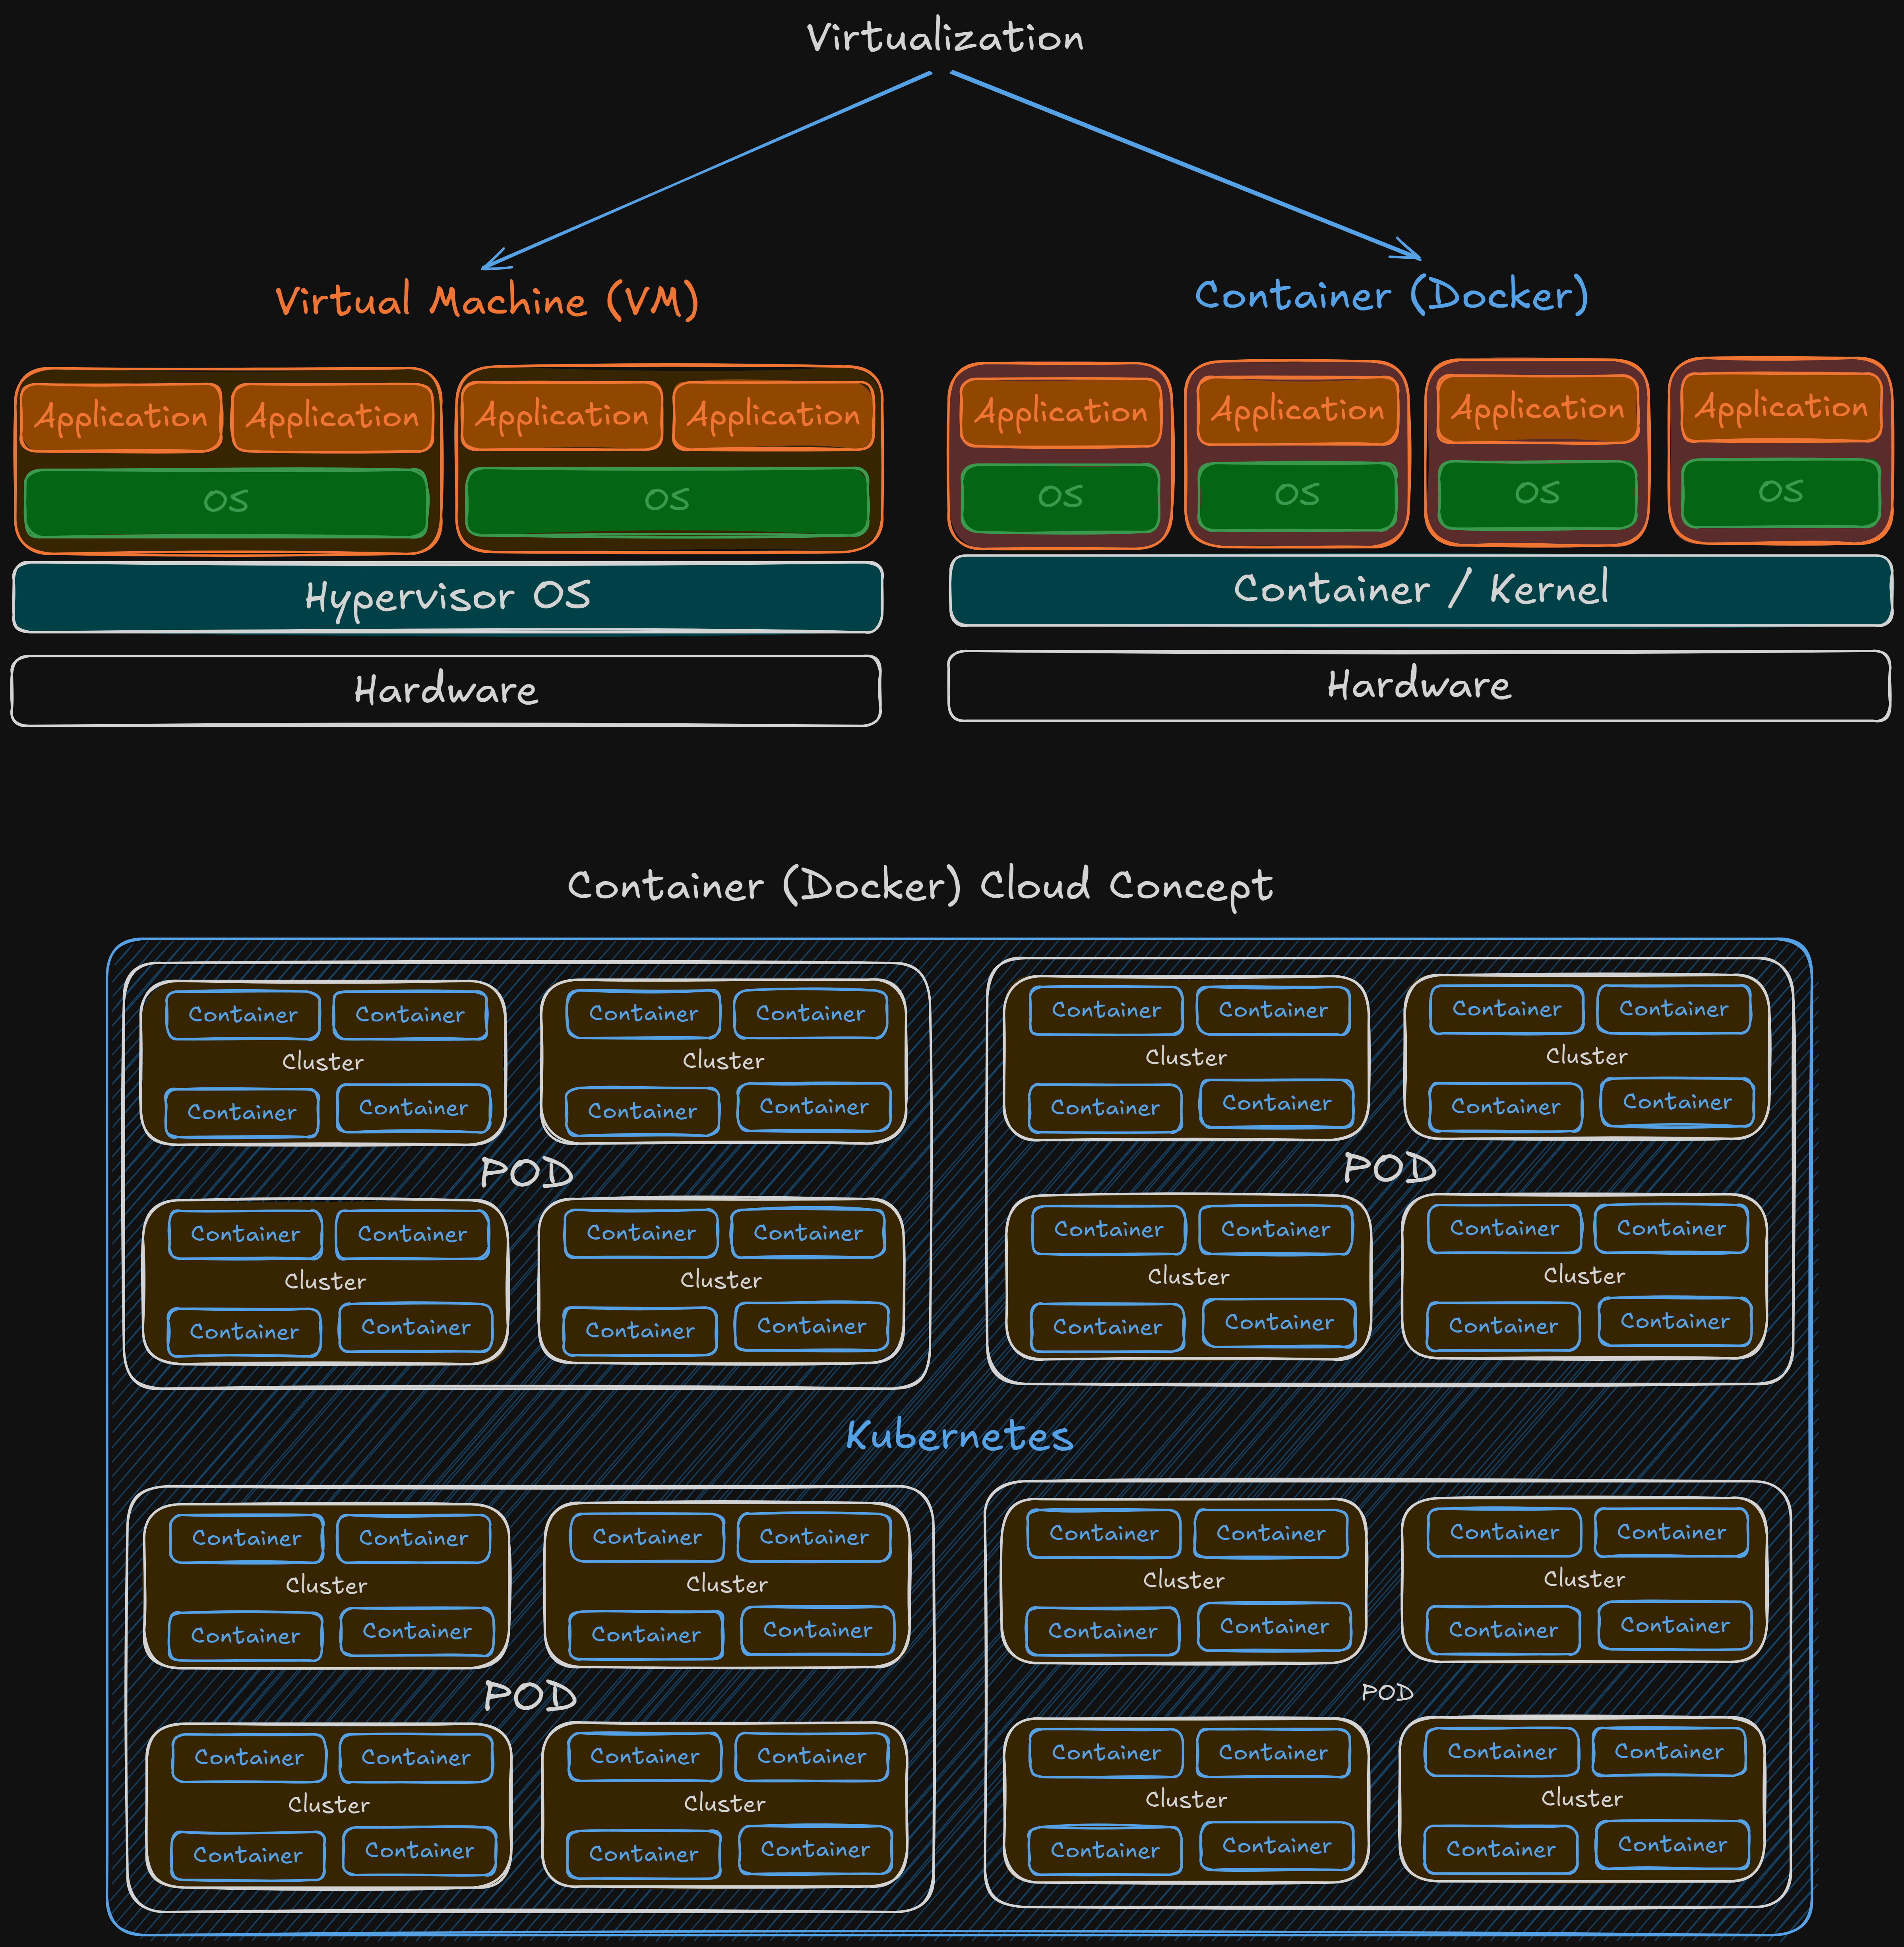 Virtualization
Virtual Machine (VM)
Container (Docker)
Application Application Application Application
OS OS
Hypervisor OS
Hardware
Application Application Application Application
OS OS OS OS
Container / Kernel
Hardware
Container (Docker) Cloud Concept
Container Container
Cluster
Container Container
Container Container
Cluster
Container Container
POD
Container Container
Cluster
Container Container
Container Container
Cluster
Container Container
Container Container
Cluster
Container Container
Container Container
Cluster
Container Container
POD
Container Container
Cluster
Container Container
Container Container
Cluster
Container Container
Kubernetes
Container Container
Cluster
Container Container
Container Container
Cluster
Container Container
POD
Container Container
Cluster
Container Container
Container Container
Cluster
Container Container
Container Container
Cluster
Container Container
Container Container
Cluster
Container Container
POD
Container Container
Cluster
Container Container
Container Container
Cluster
Container Container